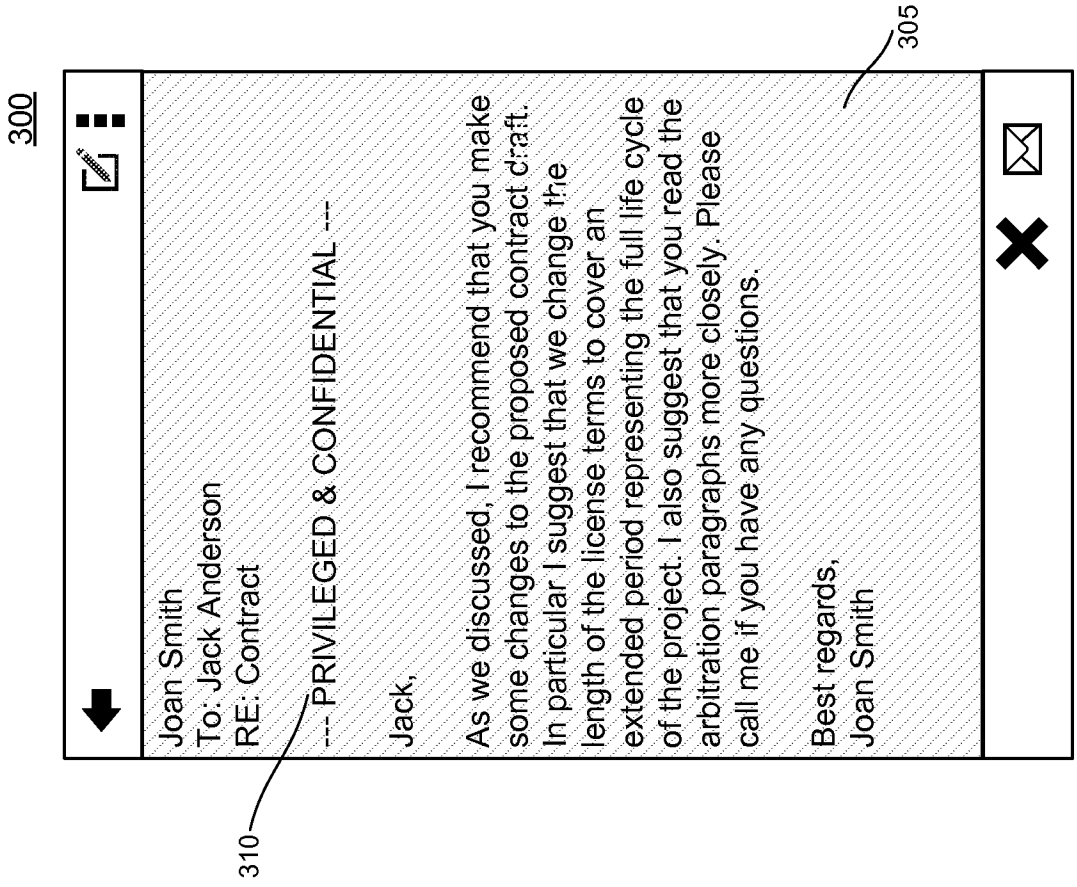 300
Joan Smith
To: Jack Anderson
RE: Contract
--- PRIVILEGED & CONFIDENTIAL ---
310
Jack,
As we discussed, I recommend that you make
some changes to the proposed contract draft.
In particular I suggest that we change the
length of the license terms to cover an
extended period representing the full life cycle
of the project. I also suggest that you read the
arbitration paragraphs more closely. Please
call me if you have any questions.
Best regards,
Joan Smith
305